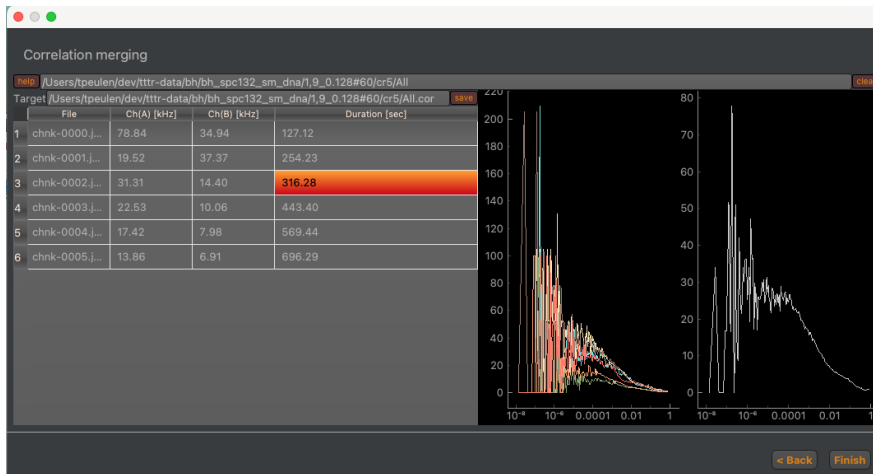 Correlation merging
help /Users/tpeulen/dev/tttr-data/bh/bh_spc132_sm_dna/1,9_0.128#60/cr5/All clea
Target /Users/tpeulen/dev/tttr-data/bh/bh_spc132_sm_dna/1,9_0.128#60/cr5/All.cor save
File Ch(A) [kHz] Ch(B) [kHz] Duration [sec]
1 chnk-0000.j... 78.84 34.94 127.12
2 chnk-0001.j... 19.52 37.37 254.23
3 chnk-0002.j... 31.31 14.40 316.28
4 chnk-0003.j... 22.53 10.06 443.40
5 chnk-0004.j... 17.42 7.98 569.44
6 chnk-0005.j... 13.86 6.91 696.29
220
200
180
160
140
120
100
80
60
40
20
0
10⁻⁸ 10⁻⁶ 0.0001 0.01 1
80
70
60
50
40
30
20
10
0
10⁻⁸ 10⁻⁶ 0.0001 0.01 1
< Back Finish